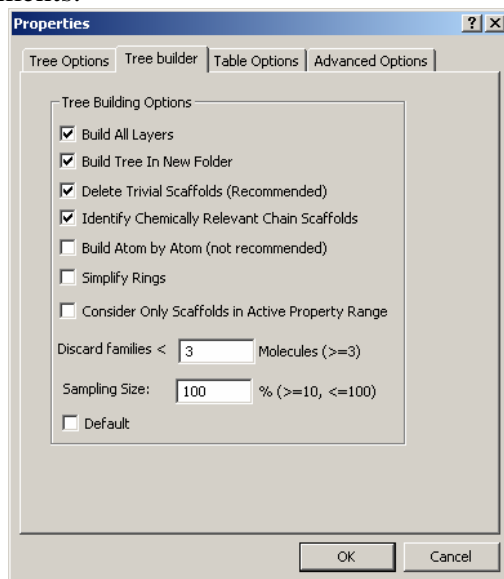 ments.
Properties
Tree Options Tree builder Table Options Advanced Options
Tree Building Options
Build All Layers
Build Tree In New Folder
Delete Trivial Scaffolds (Recommended)
Identify Chemically Relevant Chain Scaffolds
Build Atom by Atom (not recommended)
Simplify Rings
Consider Only Scaffolds in Active Property Range
Discard families < 3 Molecules (>=3)
Sampling Size: 100 % (>=10, <=100)
Default
OK Cancel